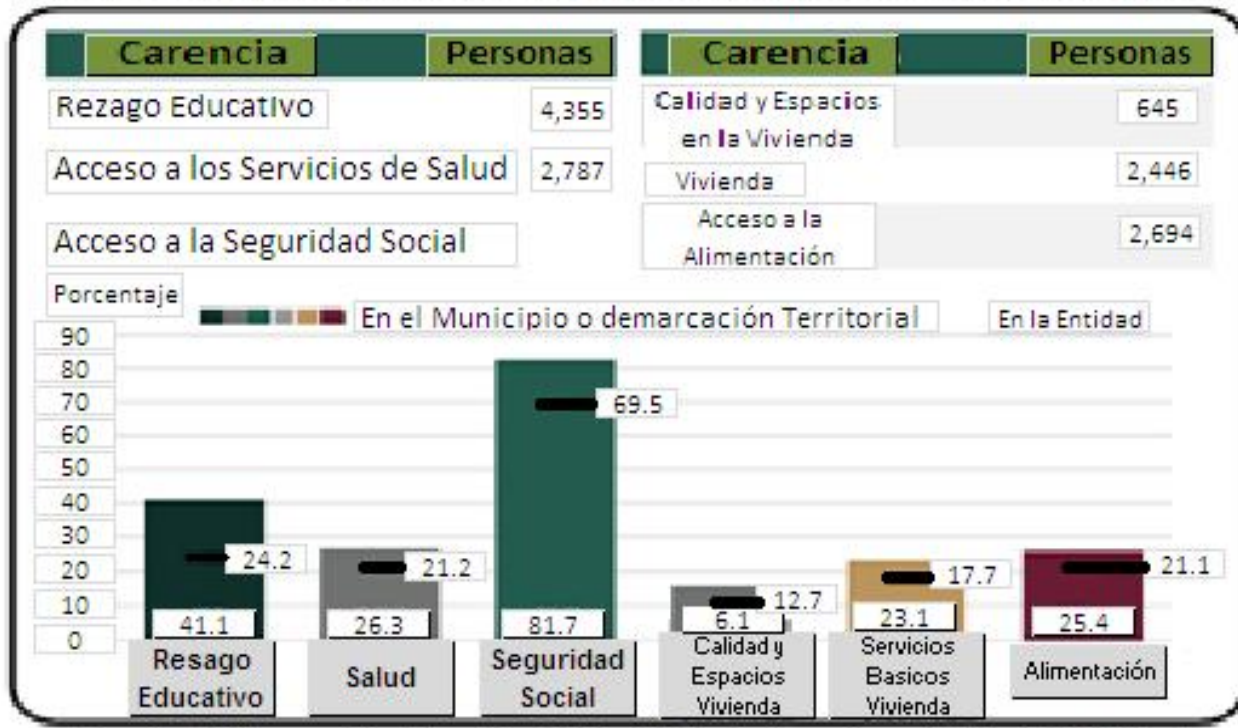 Carencia Personas
Rezago Educativo 4,355
Acceso a los Servicios de Salud 2,787
Acceso a la Seguridad Social
Carencia Personas
Calidad y Espacios
en la Vivienda
645
Vivienda 2,446
Acceso a la
Alimentación
2,694
Porcentaje
En el Municipio o demarcación Territorial
En la Entidad
90
80
70
60
50
40
30
20
10
0
24.2
21.2
69.5
12.7
17.7
21.1
41.1
26.3
81.7
6.1
23.1
25.4
Resago
Educativo
Salud
Seguridad
Social
Calidad y
Espacios
Vivienda
Servicios
Basicos
Vivienda
Alimentación